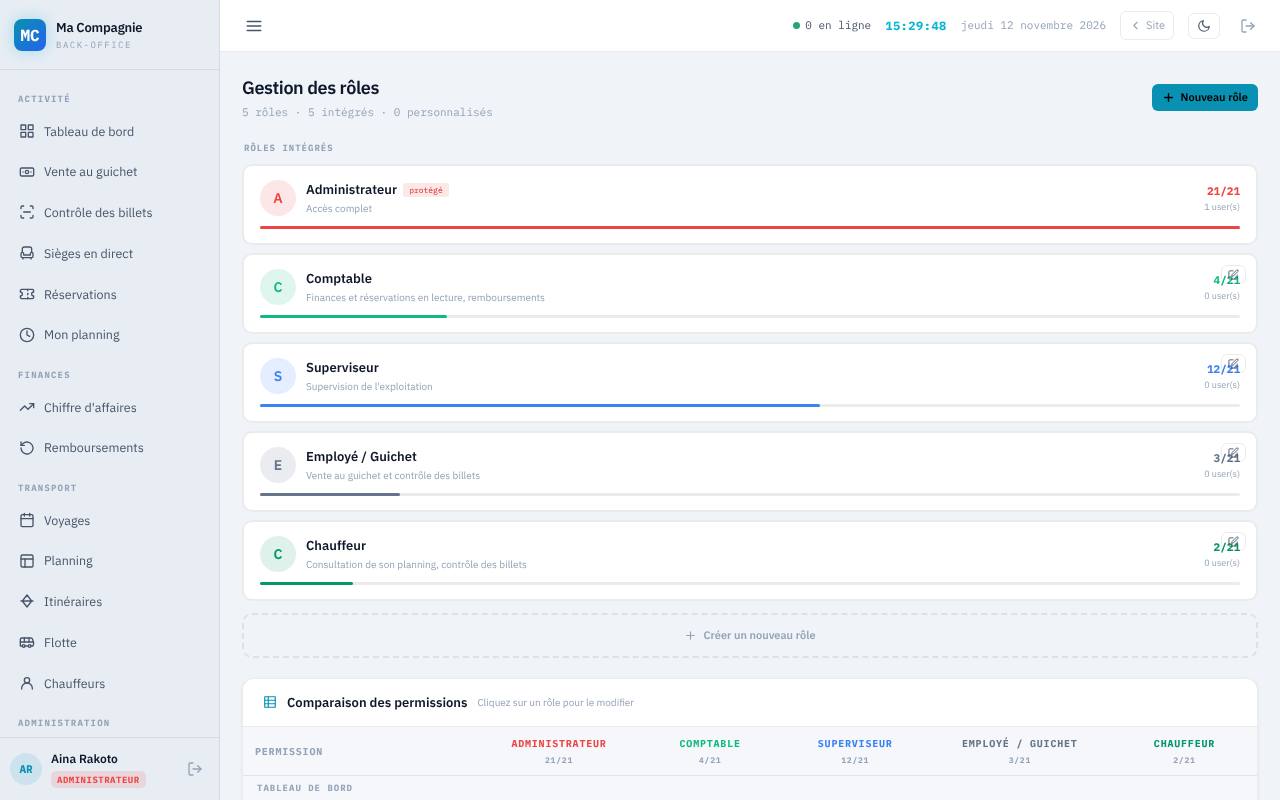 MC
Ma Compagnie
BACK-OFFICE
ACTIVITÉ
Tableau de bord
Vente au guichet
Contrôle des billets
Sièges en direct
Réservations
Mon planning
FINANCES
Chiffre d'affaires
Remboursements
TRANSPORT
Voyages
Planning
Itinéraires
Flotte
Chauffeurs
ADMINISTRATION
AR
Aina Rakoto
ADMINISTRATEUR
0 en ligne 15:29:48 jeudi 12 novembre 2026 Site
Gestion des rôles
5 rôles · 5 intégrés · 0 personnalisés
Nouveau rôle
RÔLES INTÉGRÉS
A
Administrateur protégé
Accès complet
21/21
1 user(s)
C
Comptable
Finances et réservations en lecture, remboursements
4/21
0 user(s)
S
Superviseur
Supervision de l'exploitation
12/21
0 user(s)
E
Employé / Guichet
Vente au guichet et contrôle des billets
3/21
0 user(s)
C
Chauffeur
Consultation de son planning, contrôle des billets
2/21
0 user(s)
Créer un nouveau rôle
Comparaison des permissions Cliquez sur un rôle pour le modifier
PERMISSION ADMINISTRATEUR COMPTABLE SUPERVISEUR EMPLOYÉ / GUICHET CHAUFFEUR
21/21 4/21 12/21 3/21 2/21
TABLEAU DE BORD